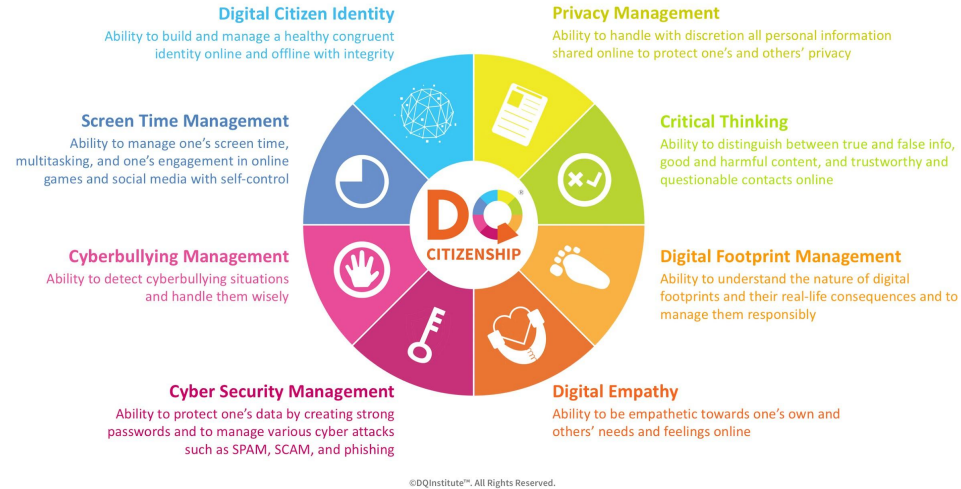 Digital Citizen Identity
Ability to build and manage a healthy congruent
identity online and offline with integrity
Privacy Management
Ability to handle with discretion all personal information
shared online to protect one's and others' privacy
Screen Time Management
Ability to manage one's screen time,
multitasking, and one's engagement in online
games and social media with self-control
Critical Thinking
Ability to distinguish between true and false info,
good and harmful content, and trustworthy and
questionable contacts online
DQ®
CITIZENSHIP
Cyberbullying Management
Ability to detect cyberbullying situations
and handle them wisely
Digital Footprint Management
Ability to understand the nature of digital
footprints and their real-life consequences and to
manage them responsibly
Cyber Security Management
Ability to protect one's data by creating strong
passwords and to manage various cyber attacks
such as SPAM, SCAM, and phishing
Digital Empathy
Ability to be empathetic towards one's own and
others' needs and feelings online
©DQInstitute™. All Rights Reserved.